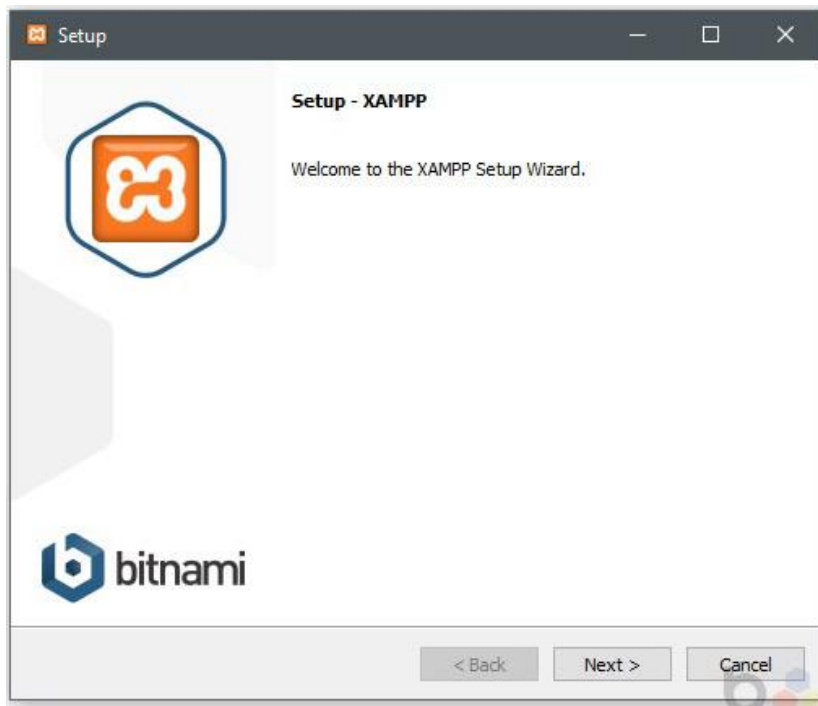 Setup
Setup - XAMPP
Welcome to the XAMPP Setup Wizard.
bitnami
< Back
Next >
Cancel
b